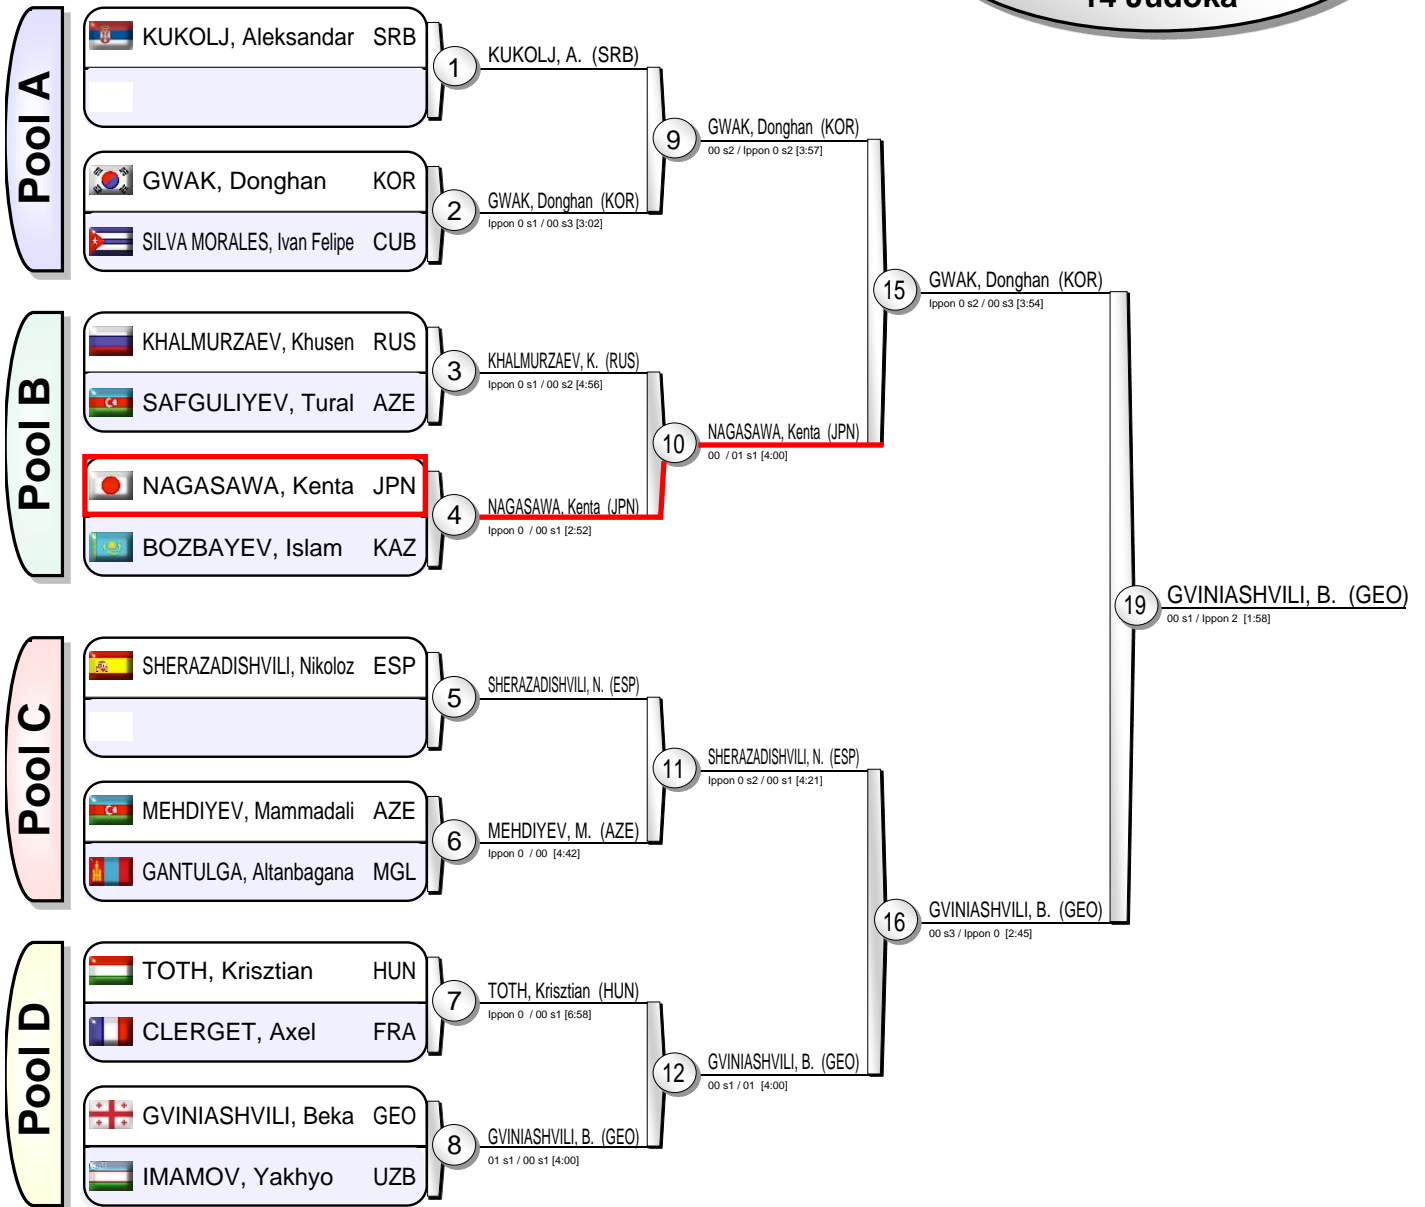 14 Judoka
Pool A
KUKOLJ, Aleksandar SRB
1
KUKOLJ, A. (SRB)
GWAK, Donghan KOR
SILVA MORALES, Ivan Felipe CUB
2
GWAK, Donghan (KOR)
Ippon 0 s1 / 00 s3 [3:02]
9
GWAK, Donghan (KOR)
00 s2 / Ippon 0 s2 [3:57]
Pool B
KHALMURZAEV, Khusen RUS
SAFGULIYEV, Tural AZE
3
KHALMURZAEV, K. (RUS)
Ippon 0 s1 / 00 s2 [4:56]
NAGASAWA, Kenta JPN
BOZBAYEV, Islam KAZ
4
NAGASAWA, Kenta (JPN)
Ippon 0 / 00 s1 [2:52]
10
NAGASAWA, Kenta (JPN)
00 / 01 s1 [4:00]
15
GWAK, Donghan (KOR)
Ippon 0 s2 / 00 s3 [3:54]
Pool C
SHERAZADISHVILI, Nikoloz ESP
5
SHERAZADISHVILI, N. (ESP)
MEHDIYEV, Mammadali AZE
GANTULGA, Altanbagana MGL
6
MEHDIYEV, M. (AZE)
Ippon 0 / 00 [4:42]
11
SHERAZADISHVILI, N. (ESP)
Ippon 0 s2 / 00 s1 [4:21]
Pool D
TOTH, Krisztian HUN
CLERGET, Axel FRA
7
TOTH, Krisztian (HUN)
Ippon 0 / 00 s1 [6:58]
GVINIASHVILI, Beka GEO
IMAMOV, Yakhyo UZB
8
GVINIASHVILI, B. (GEO)
01 s1 / 00 s1 [4:00]
12
GVINIASHVILI, B. (GEO)
00 s1 / 01 [4:00]
16
GVINIASHVILI, B. (GEO)
00 s3 / Ippon 0 [2:45]
19
GVINIASHVILI, B. (GEO)
00 s1 / Ippon 2 [1:58]